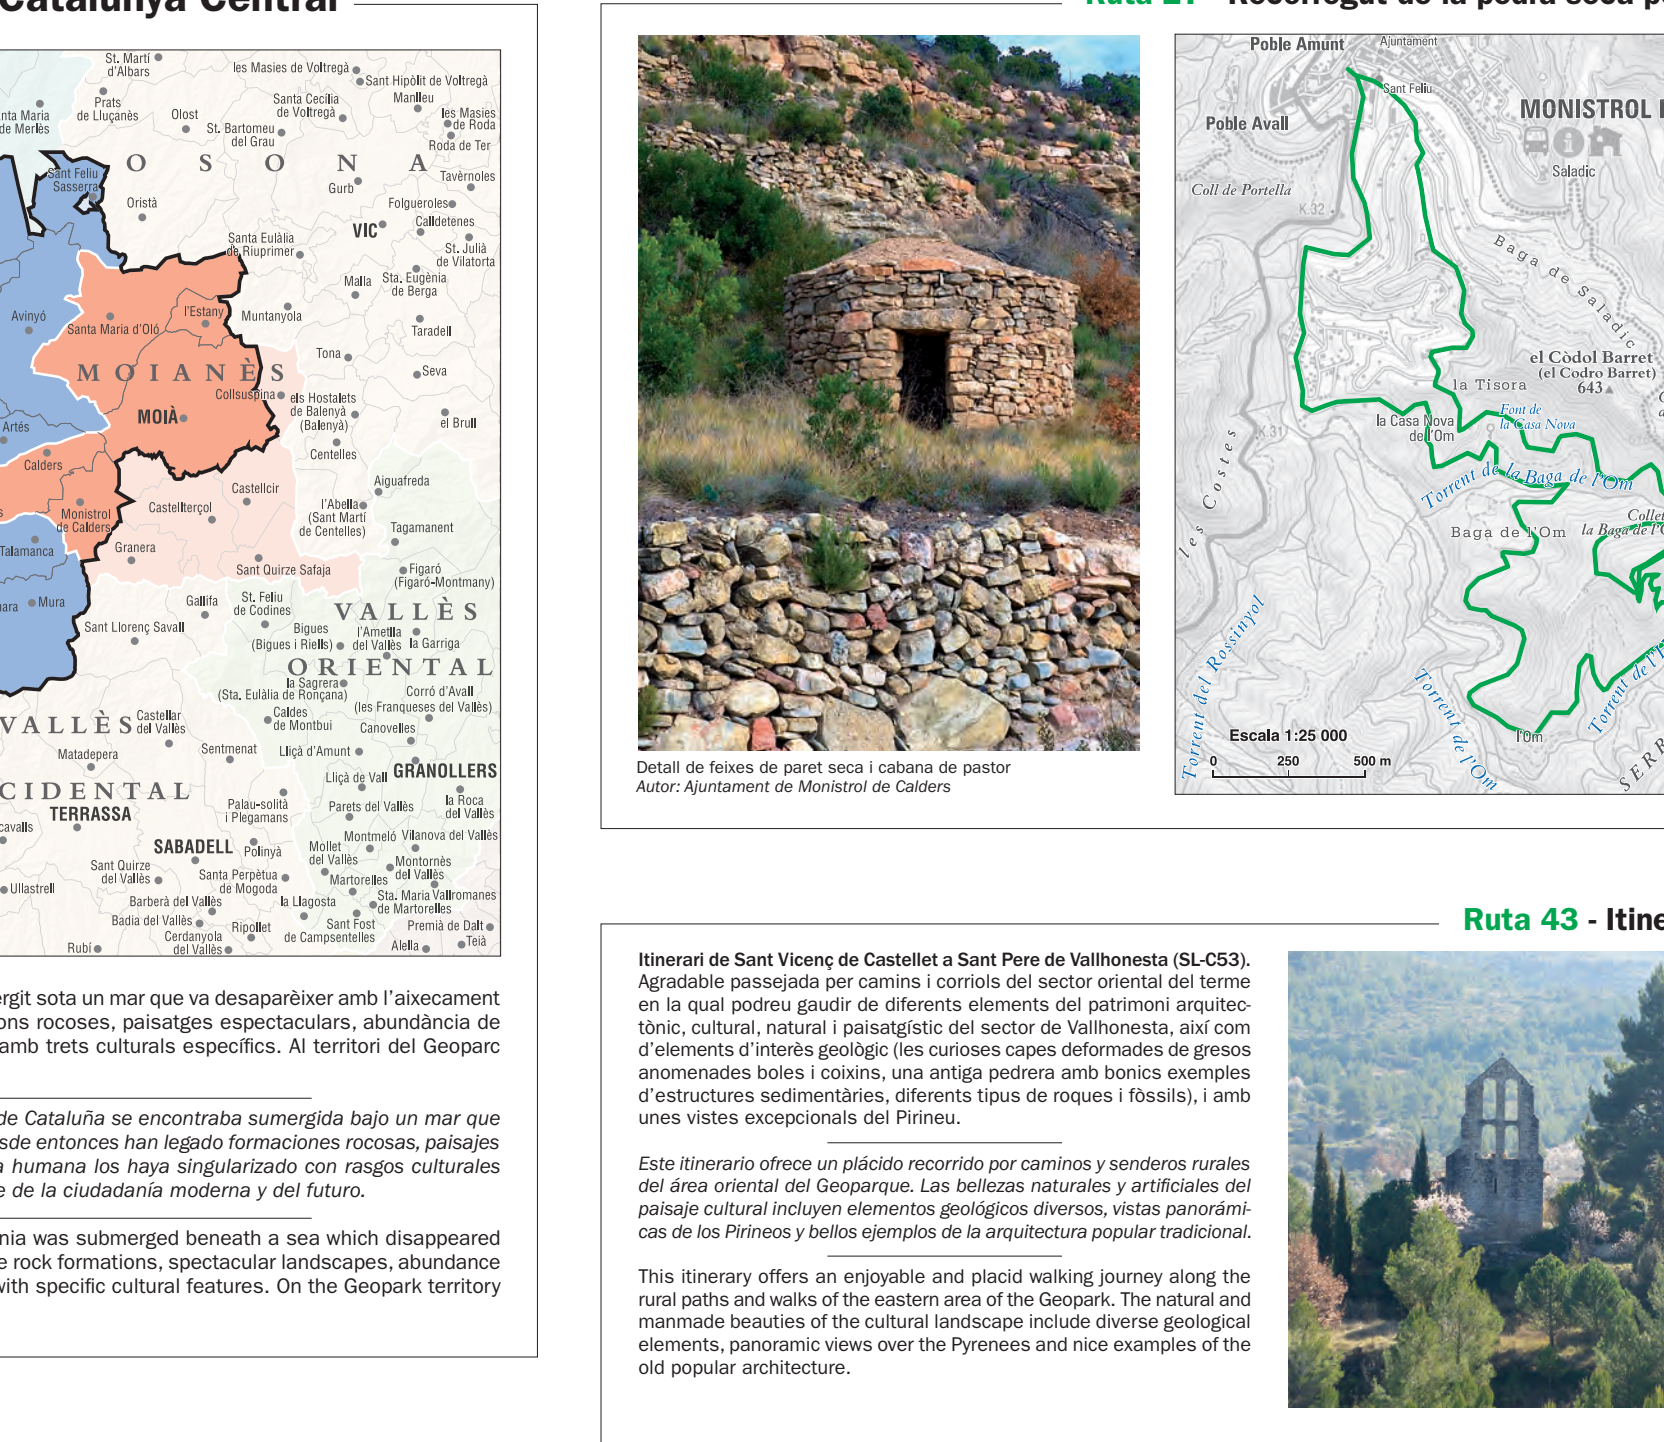 Catalunya Central
St. Martí
d'Albars
les Masies de Voltregà
Sant Hipòlit de Voltregà
Prats
de Lluçanès
Santa Cecília
de Voltregà
Manlleu
Olost
les Masies
de Roda
de Merlès
St. Bartomeu
del Grau
Roda de Ter
OSONA
Sant Feliu
Sasserra
Gurb
Tavèrnoles
Oristà
Folgueroles
Calldetenes
VIC
Santa Eulàlia
de Riuprimer
St. Julià
de Vilatorta
Malla
Sta. Eugènia
de Berga
Avinyó
Santa Maria d'Oló
l'Estany
Muntanyola
Taradell
Tona
MOIANÈS
Seva
Collsuspina
els Hostalets
de Balenyà
(Balenyà)
MOIÀ
el Brull
Artés
Centelles
Calders
Castellcir
Aiguafreda
Monistrol
de Calders
Castellterçol
l'Abella
(Sant Martí
de Centelles)
Tagamanent
Talamanca
Granera
Sant Quirze Safaja
Figaró
(Figaró-Montmany)
Mura
Gallifa
St. Feliu
de Codines
VALLÈS
Sant Llorenç Savall
Bigues
(Bigues i Riells)
l'Ametlla
del Vallès
la Garriga
ORIENTAL
la Sagrera
(Sta. Eulàlia de Ronçana)
Corró d'Avall
(les Franqueses del Vallès)
VALLÈS
Castellar
del Vallès
Caldes
de Montbui
Canovelles
Matadepera
Sentmenat
Lliçà d'Amunt
Lliçà de Vall
GRANOLLERS
CIDENTAL
TERRASSA
Palau-solità
i Plegamans
Parets del Vallès
la Roca
del Vallès
cavalls
SABADELL
Polinyà
Montmeló
Vilanova del Vallès
Mollet
del Vallès
Montornès
del Vallès
Sant Quirze
del Vallès
Santa Perpètua
de Mogoda
Martorelles
Ullastrell
Barberà del Vallès
la Llagosta
Sta. Maria
de Martorelles
Vallromanes
Badia del Vallès
Ripollet
Sant Fost
de Campsentelles
Premià de Dalt
Rubí
Cerdanyola
del Vallès
Alella
Teià
ergit sota un mar que va desaparèixer amb l'aixecament
ons rocoses, paisatges espectaculars, abundància de
amb trets culturals específics. Al territori del Geoparc
de Cataluña se encontraba sumergida bajo un mar que
sde entonces han legado formaciones rocosas, paisajes
a humana los haya singularizado con rasgos culturales
e de la ciudadanía moderna y del futuro.
nia was submerged beneath a sea which disappeared
e rock formations, spectacular landscapes, abundance
with specific cultural features. On the Geopark territory
Recorregut de la pedra seca
Detall de feixes de paret seca i cabana de pastor
Autor: Ajuntament de Monistrol de Calders
Poble Amunt
Ajuntament
Sant Feliu
MONISTROL
Poble Avall
Saladic
Coll de Portella
K.32
Baga de Saladic
el Còdol Barret
(el Codro Barret)
643
la Tisora
Font de
la Casa Nova
la Casa Nova
de l'Om
K.31
les Costes
Torrent de la Baga de l'Om
Baga de l'Om
Collet
Torrent del Rossinyol
Torrent de l'Om
l'Om
Escala 1:25 000
0 250 500 m
Ruta 43 - Itine
Itinerari de Sant Vicenç de Castellet a Sant Pere de Vallhonesta (SL-C53).
Agradable passejada per camins i corriols del sector oriental del terme
en la qual podreu gaudir de diferents elements del patrimoni arquitec-
tònic, cultural, natural i paisatgístic del sector de Vallhonesta, així com
d'elements d'interès geològic (les curioses capes deformades de gresos
anomenades boles i coixins, una antiga pedrera amb bonics exemples
d'estructures sedimentàries, diferents tipus de roques i fòssils), i amb
unes vistes excepcionals del Pirineu.
Este itinerario ofrece un plácido recorrido por caminos y senderos rurales
del área oriental del Geoparque. Las bellezas naturales y artificiales del
paisaje cultural incluyen elementos geológicos diversos, vistas panorámi-
cas de los Pirineos y bellos ejemplos de la arquitectura popular tradicional.
This itinerary offers an enjoyable and placid walking journey along the
rural paths and walks of the eastern area of the Geopark. The natural and
manmade beauties of the cultural landscape include diverse geological
elements, panoramic views over the Pyrenees and nice examples of the
old popular architecture.